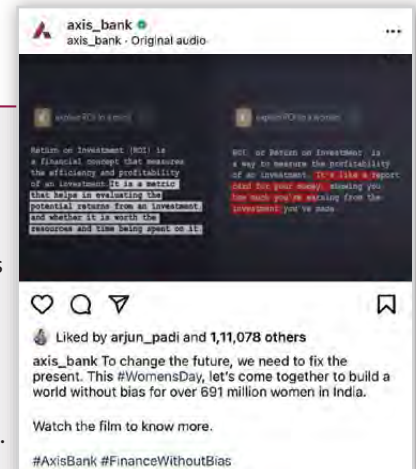 axis_bank
axis_bank · Original audio
explain ROI to a man
Return on Investment (ROI) is
a financial concept that measures
the efficiency and profitability
of an investment. It is a metric
that helps in evaluating the
potential returns from an investment
and whether it is worth the
resources and time being spent on it.
explain ROI to a woman
ROI, or Return on Investment, is
a way to measure the profitability
of an investment. It's like a report
card for your money, showing you
how much you're earning from the
investment you've made.
s
.
Liked by arjun_padi and 1,11,078 others
axis_bank To change the future, we need to fix the
present. This #WomensDay, let's come together to build a
world without bias for over 691 million women in India.
Watch the film to know more.
#AxisBank #FinanceWithoutBias